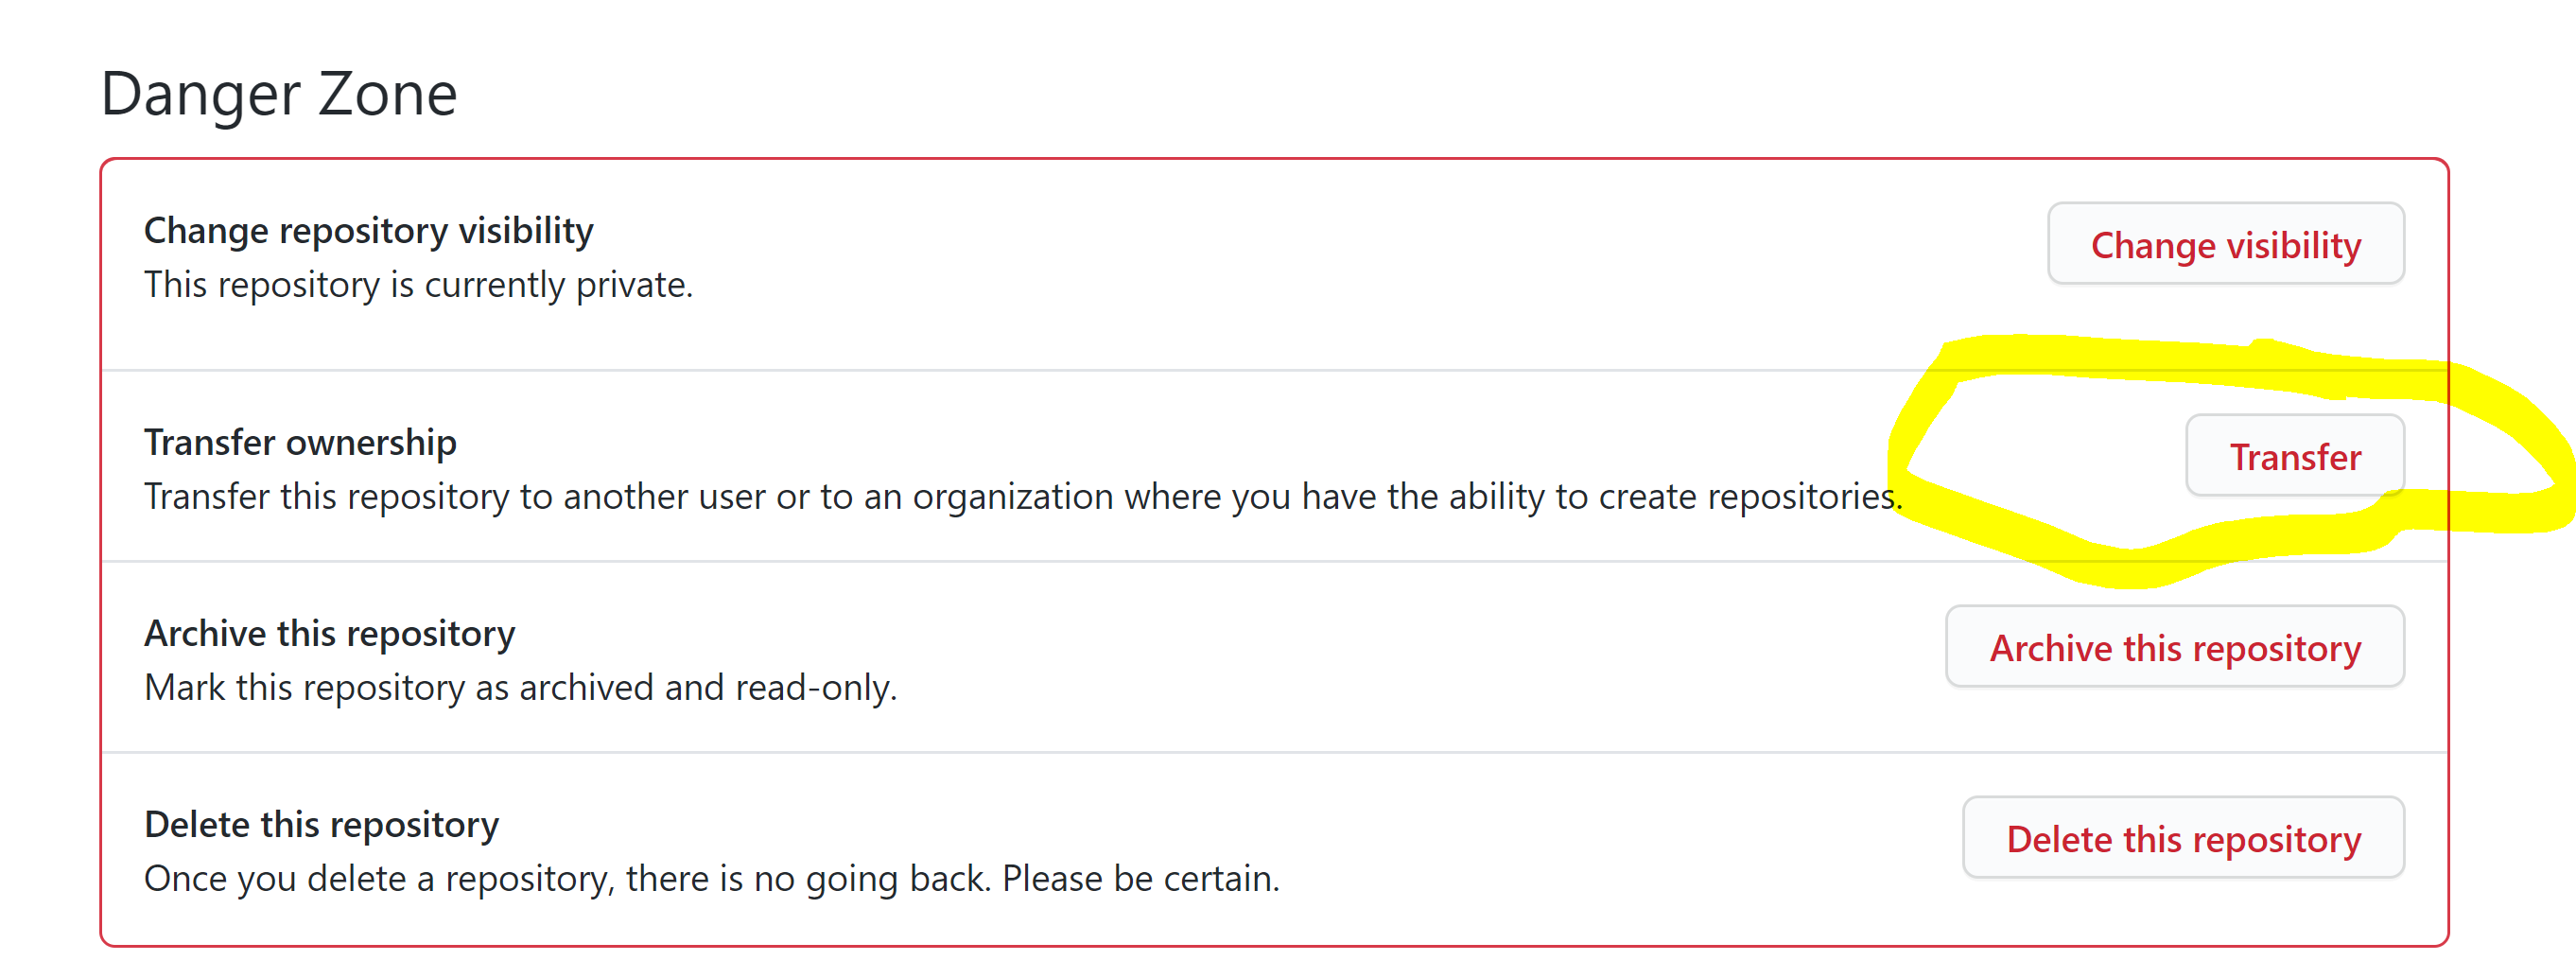 Danger Zone
Change repository visibility
This repository is currently private.
Change visibility
Transfer ownership
Transfer this repository to another user or to an organization where you have the ability to create repositories.
Transfer
Archive this repository
Mark this repository as archived and read-only.
Archive this repository
Delete this repository
Once you delete a repository, there is no going back. Please be certain.
Delete this repository